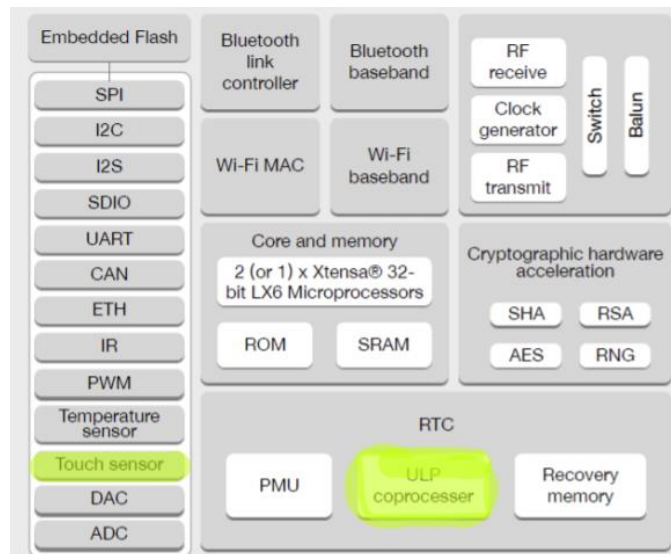 Embedded Flash
SPI
I2C
I2S
SDIO
UART
CAN
ETH
IR
PWM
Temperature
sensor
Touch sensor
DAC
ADC
Bluetooth
link
controller
Bluetooth
baseband
Wi-Fi MAC
Wi-Fi
baseband
RF
receive
Clock
generator
RF
transmit
Switch
Balun
Core and memory
2 (or 1) x Xtensa® 32-
bit LX6 Microprocessors
ROM
SRAM
Cryptographic hardware
acceleration
SHA
RSA
AES
RNG
RTC
PMU
ULP
coprocesser
Recovery
memory